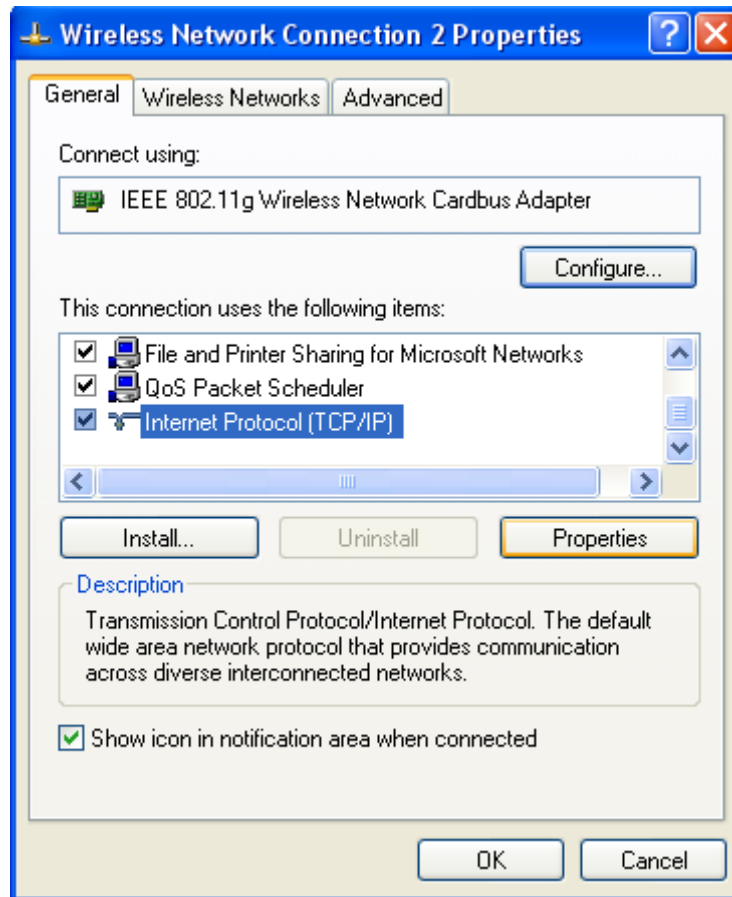 Wireless Network Connection 2 Properties
General Wireless Networks Advanced
Connect using:
IEEE 802.11g Wireless Network Cardbus Adapter
Configure...
This connection uses the following items:
File and Printer Sharing for Microsoft Networks
QoS Packet Scheduler
Internet Protocol (TCP/IP)
Install... Uninstall Properties
Description
Transmission Control Protocol/Internet Protocol. The default
wide area network protocol that provides communication
across diverse interconnected networks.
Show icon in notification area when connected
OK Cancel